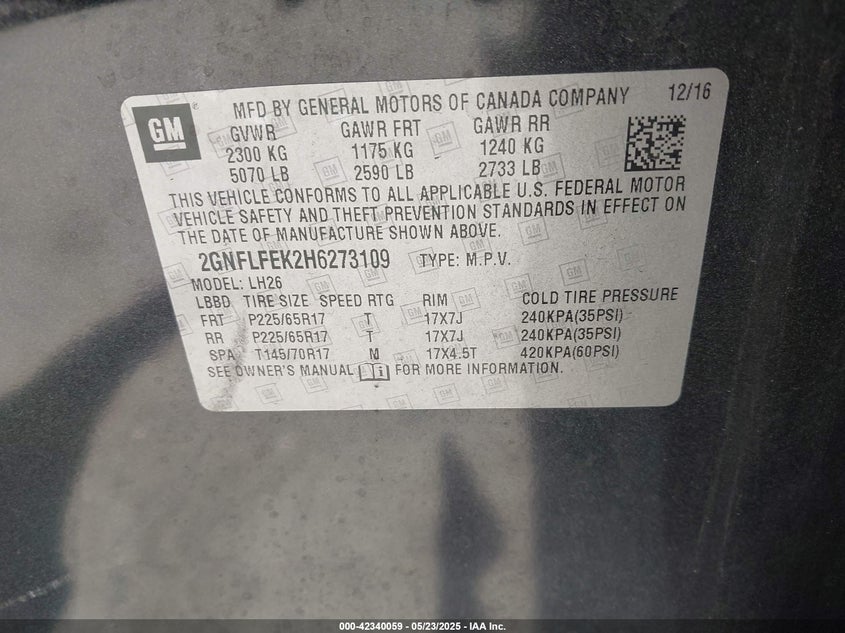 GM
MFD BY GENERAL MOTORS OF CANADA COMPANY 12/16
GVWR GAWR FRT GAWR RR
2300 KG 1175 KG 1240 KG
5070 LB 2590 LB 2733 LB
THIS VEHICLE CONFORMS TO ALL APPLICABLE U.S. FEDERAL MOTOR
VEHICLE SAFETY AND THEFT PREVENTION STANDARDS IN EFFECT ON
THE DATE OF MANUFACTURE SHOWN ABOVE.
2GNFLFEK2H6273109 TYPE: M.P.V.
MODEL: LH26
LBBD TIRE SIZE SPEED RTG RIM COLD TIRE PRESSURE
FRT P225/65R17 T 17X7J 240KPA(35PSI)
RR P225/65R17 T 17X7J 240KPA(35PSI)
SPA T145/70R17 M 17X4.5T 420KPA(60PSI)
SEE OWNER'S MANUAL FOR MORE INFORMATION.
000-42340059 - 05/23/2025 - IAA Inc.